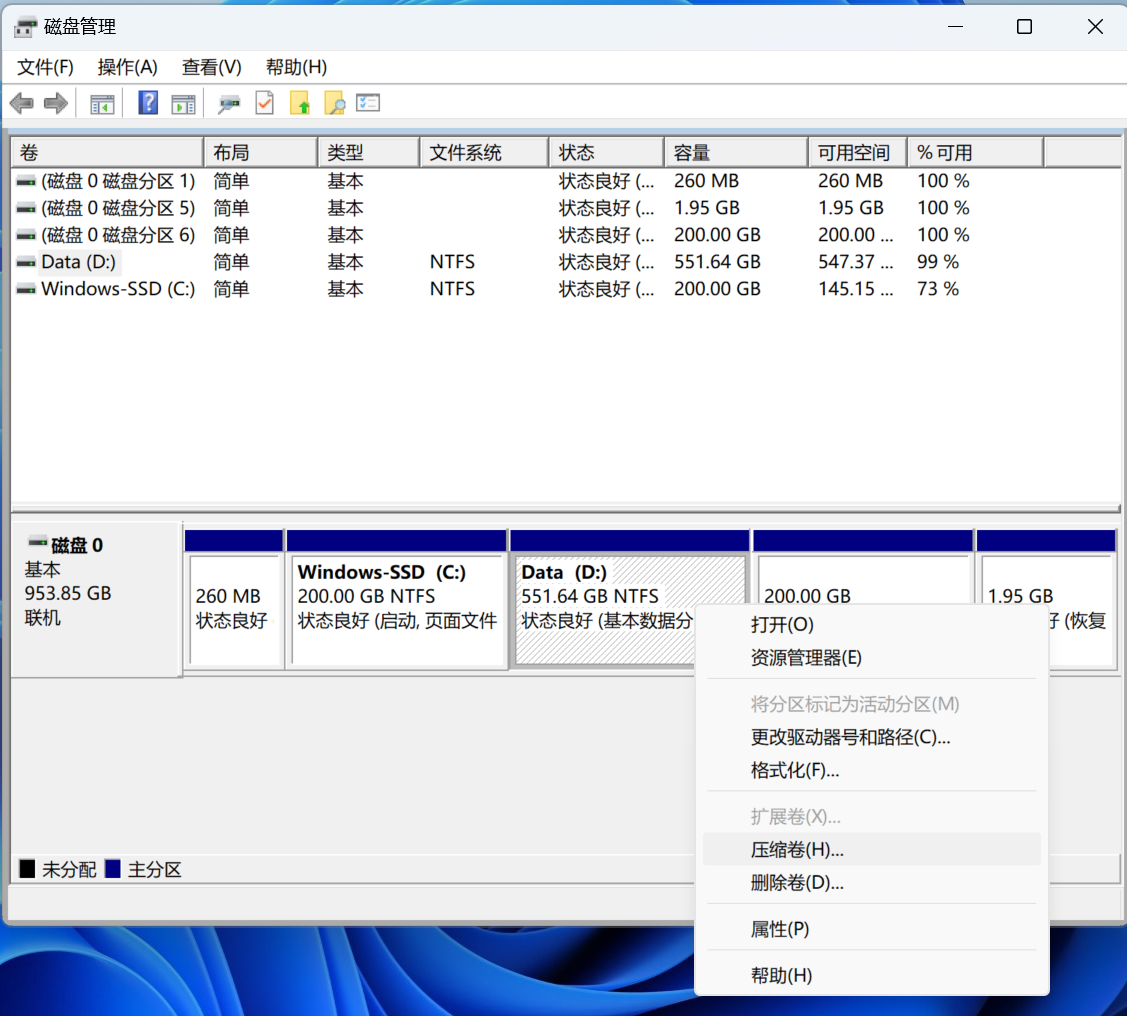 磁盘管理
文件(F) 操作(A) 查看(V) 帮助(H)
卷 布局 类型 文件系统 状态 容量 可用空间 % 可用
(磁盘 0 磁盘分区 1) 简单 基本 状态良好 (... 260 MB 260 MB 100 %
(磁盘 0 磁盘分区 5) 简单 基本 状态良好 (... 1.95 GB 1.95 GB 100 %
(磁盘 0 磁盘分区 6) 简单 基本 状态良好 (... 200.00 GB 200.00 ... 100 %
Data (D:) 简单 基本 NTFS 状态良好 (... 551.64 GB 547.37 ... 99 %
Windows-SSD (C:) 简单 基本 NTFS 状态良好 (... 200.00 GB 145.15 ... 73 %
磁盘 0
基本
953.85 GB
联机
260 MB
状态良好
Windows-SSD (C:)
200.00 GB NTFS
状态良好 (启动, 页面文件
Data (D:)
551.64 GB NTFS
状态良好 (基本数据分
200.00 GB
1.95 GB
(恢复
打开(O)
资源管理器(E)
将分区标记为活动分区(M)
更改驱动器号和路径(C)...
格式化(F)...
扩展卷(X)...
压缩卷(H)...
删除卷(D)...
属性(P)
帮助(H)
未分配 主分区